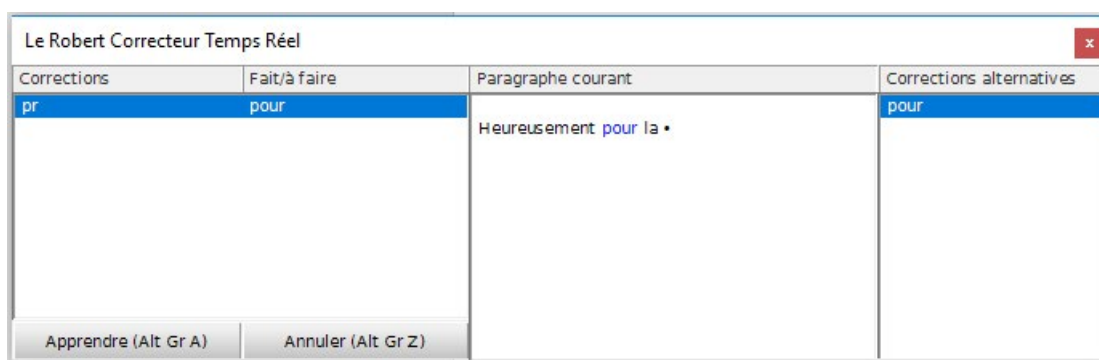 Le Robert Correcteur Temps Réel
x
Corrections Fait/à faire Paragraphe courant Corrections alternatives
pr pour pour
Heureusement pour la •
Apprendre (Alt Gr A) Annuler (Alt Gr Z)